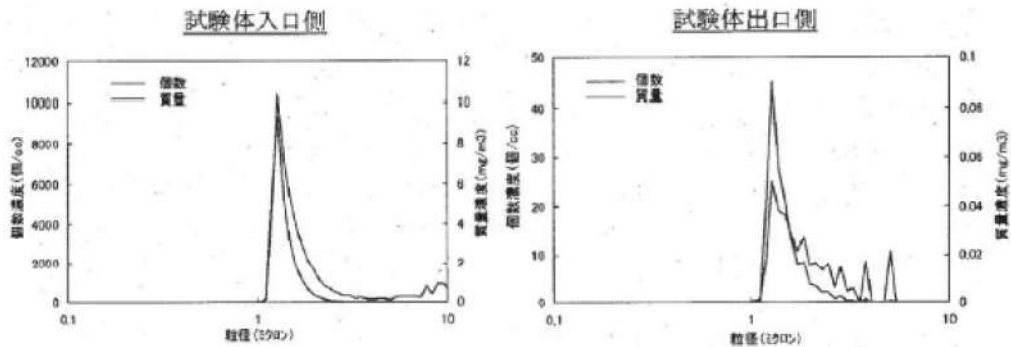 試験体入口側
個数
質量
個数濃度(個/cc)
12000
10000
8000
6000
4000
2000
0
質量濃度(mg/m3)
12
10
8
6
4
2
0
0.1
1
10
粒径(ミクロン)
試験体出口側
個数
質量
個数濃度(個/cc)
50
40
30
20
10
0
質量濃度(mg/m3)
0.1
0.08
0.06
0.04
0.02
0
0.1
1
10
粒径(ミクロン)